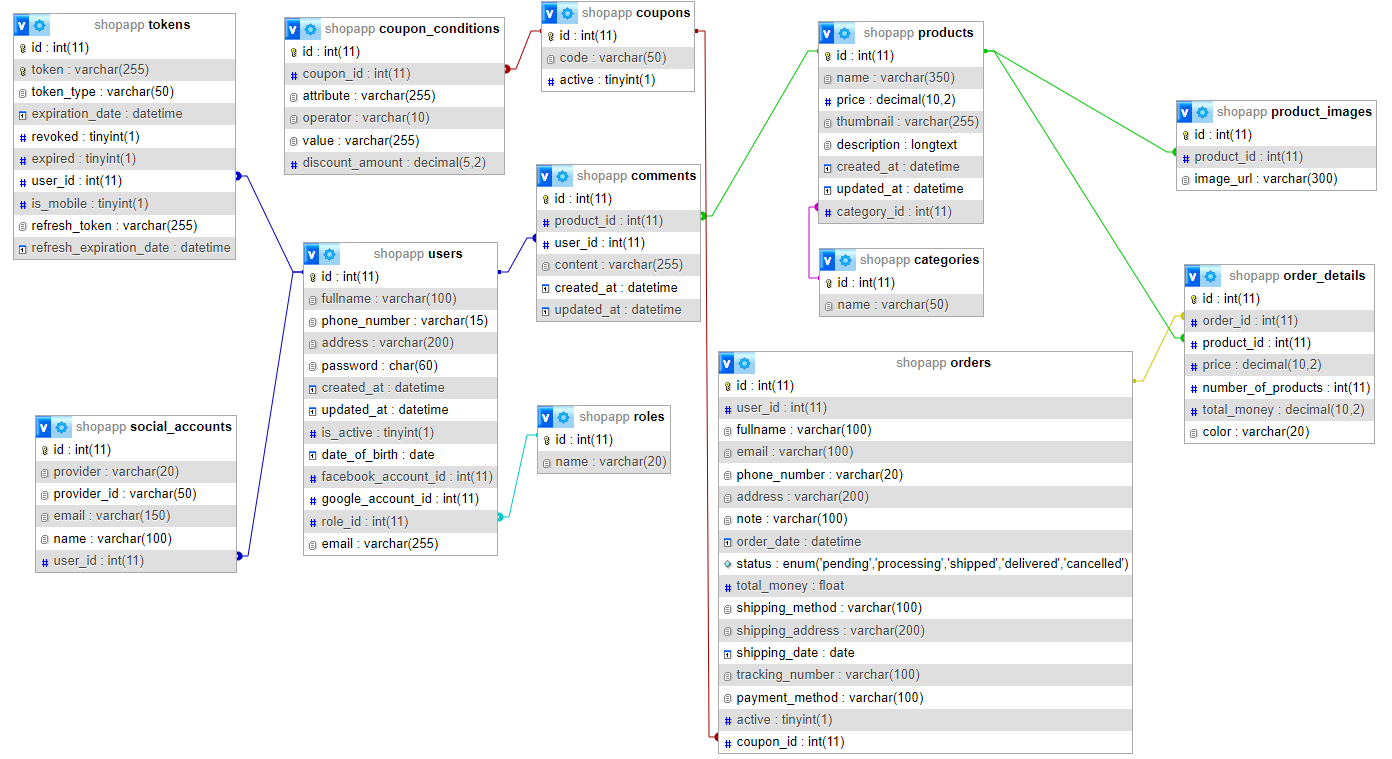 shopapp tokens
id : int(11)
token : varchar(255)
token_type : varchar(50)
expiration_date : datetime
revoked : tinyint(1)
expired : tinyint(1)
user_id : int(11)
is_mobile : tinyint(1)
refresh_token : varchar(255)
refresh_expiration_date : datetime
shopapp coupon_conditions
id : int(11)
coupon_id : int(11)
attribute : varchar(255)
operator : varchar(10)
value : varchar(255)
discount_amount : decimal(5,2)
shopapp coupons
id : int(11)
code : varchar(50)
active : tinyint(1)
shopapp products
id : int(11)
name : varchar(350)
price : decimal(10,2)
thumbnail : varchar(255)
description : longtext
created_at : datetime
updated_at : datetime
category_id : int(11)
shopapp product_images
id : int(11)
product_id : int(11)
image_url : varchar(300)
shopapp comments
id : int(11)
product_id : int(11)
user_id : int(11)
content : varchar(255)
created_at : datetime
updated_at : datetime
shopapp users
id : int(11)
fullname : varchar(100)
phone_number : varchar(15)
address : varchar(200)
password : char(60)
created_at : datetime
updated_at : datetime
is_active : tinyint(1)
date_of_birth : date
facebook_account_id : int(11)
google_account_id : int(11)
role_id : int(11)
email : varchar(255)
shopapp categories
id : int(11)
name : varchar(50)
shopapp order_details
id : int(11)
order_id : int(11)
product_id : int(11)
price : decimal(10,2)
number_of_products : int(11)
total_money : decimal(10,2)
color : varchar(20)
shopapp social_accounts
id : int(11)
provider : varchar(20)
provider_id : varchar(50)
email : varchar(150)
name : varchar(100)
user_id : int(11)
shopapp roles
id : int(11)
name : varchar(20)
shopapp orders
id : int(11)
user_id : int(11)
fullname : varchar(100)
email : varchar(100)
phone_number : varchar(20)
address : varchar(200)
note : varchar(100)
order_date : datetime
status : enum('pending','processing','shipped','delivered','cancelled')
total_money : float
shipping_method : varchar(100)
shipping_address : varchar(200)
shipping_date : date
tracking_number : varchar(100)
payment_method : varchar(100)
active : tinyint(1)
coupon_id : int(11)